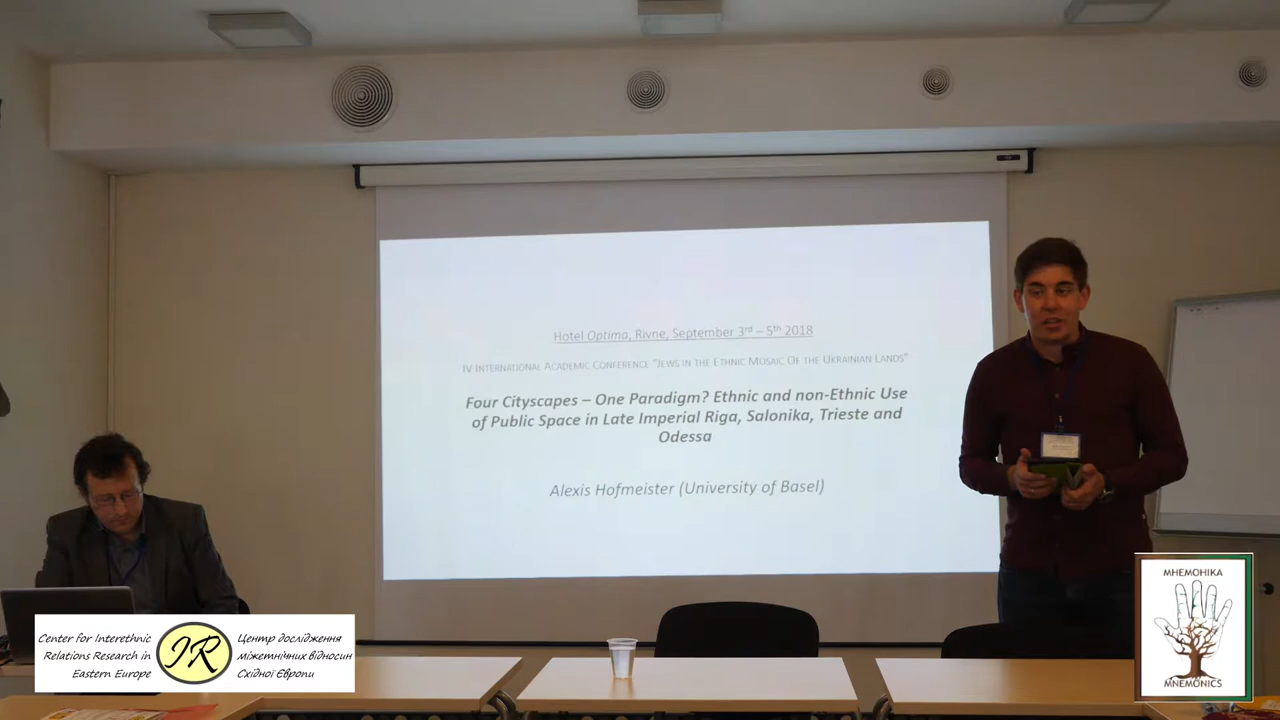 Hotel Optima, Rivne, September 3rd – 5th 2018
IV INTERNATIONAL ACADEMIC CONFERENCE "JEWS IN THE ETHNIC MOSAIC OF THE UKRAINIAN LANDS"
Four Cityscapes – One Paradigm? Ethnic and non-Ethnic Use
of Public Space in Late Imperial Riga, Salonika, Trieste and
Odessa
Alexis Hofmeister (University of Basel)
Center for Interethnic
Relations Research in
Eastern Europe
IR
Центр дослідження
міжетнічних відносин
Східної Європи
МНЕМОНІКА
MNEMONICS